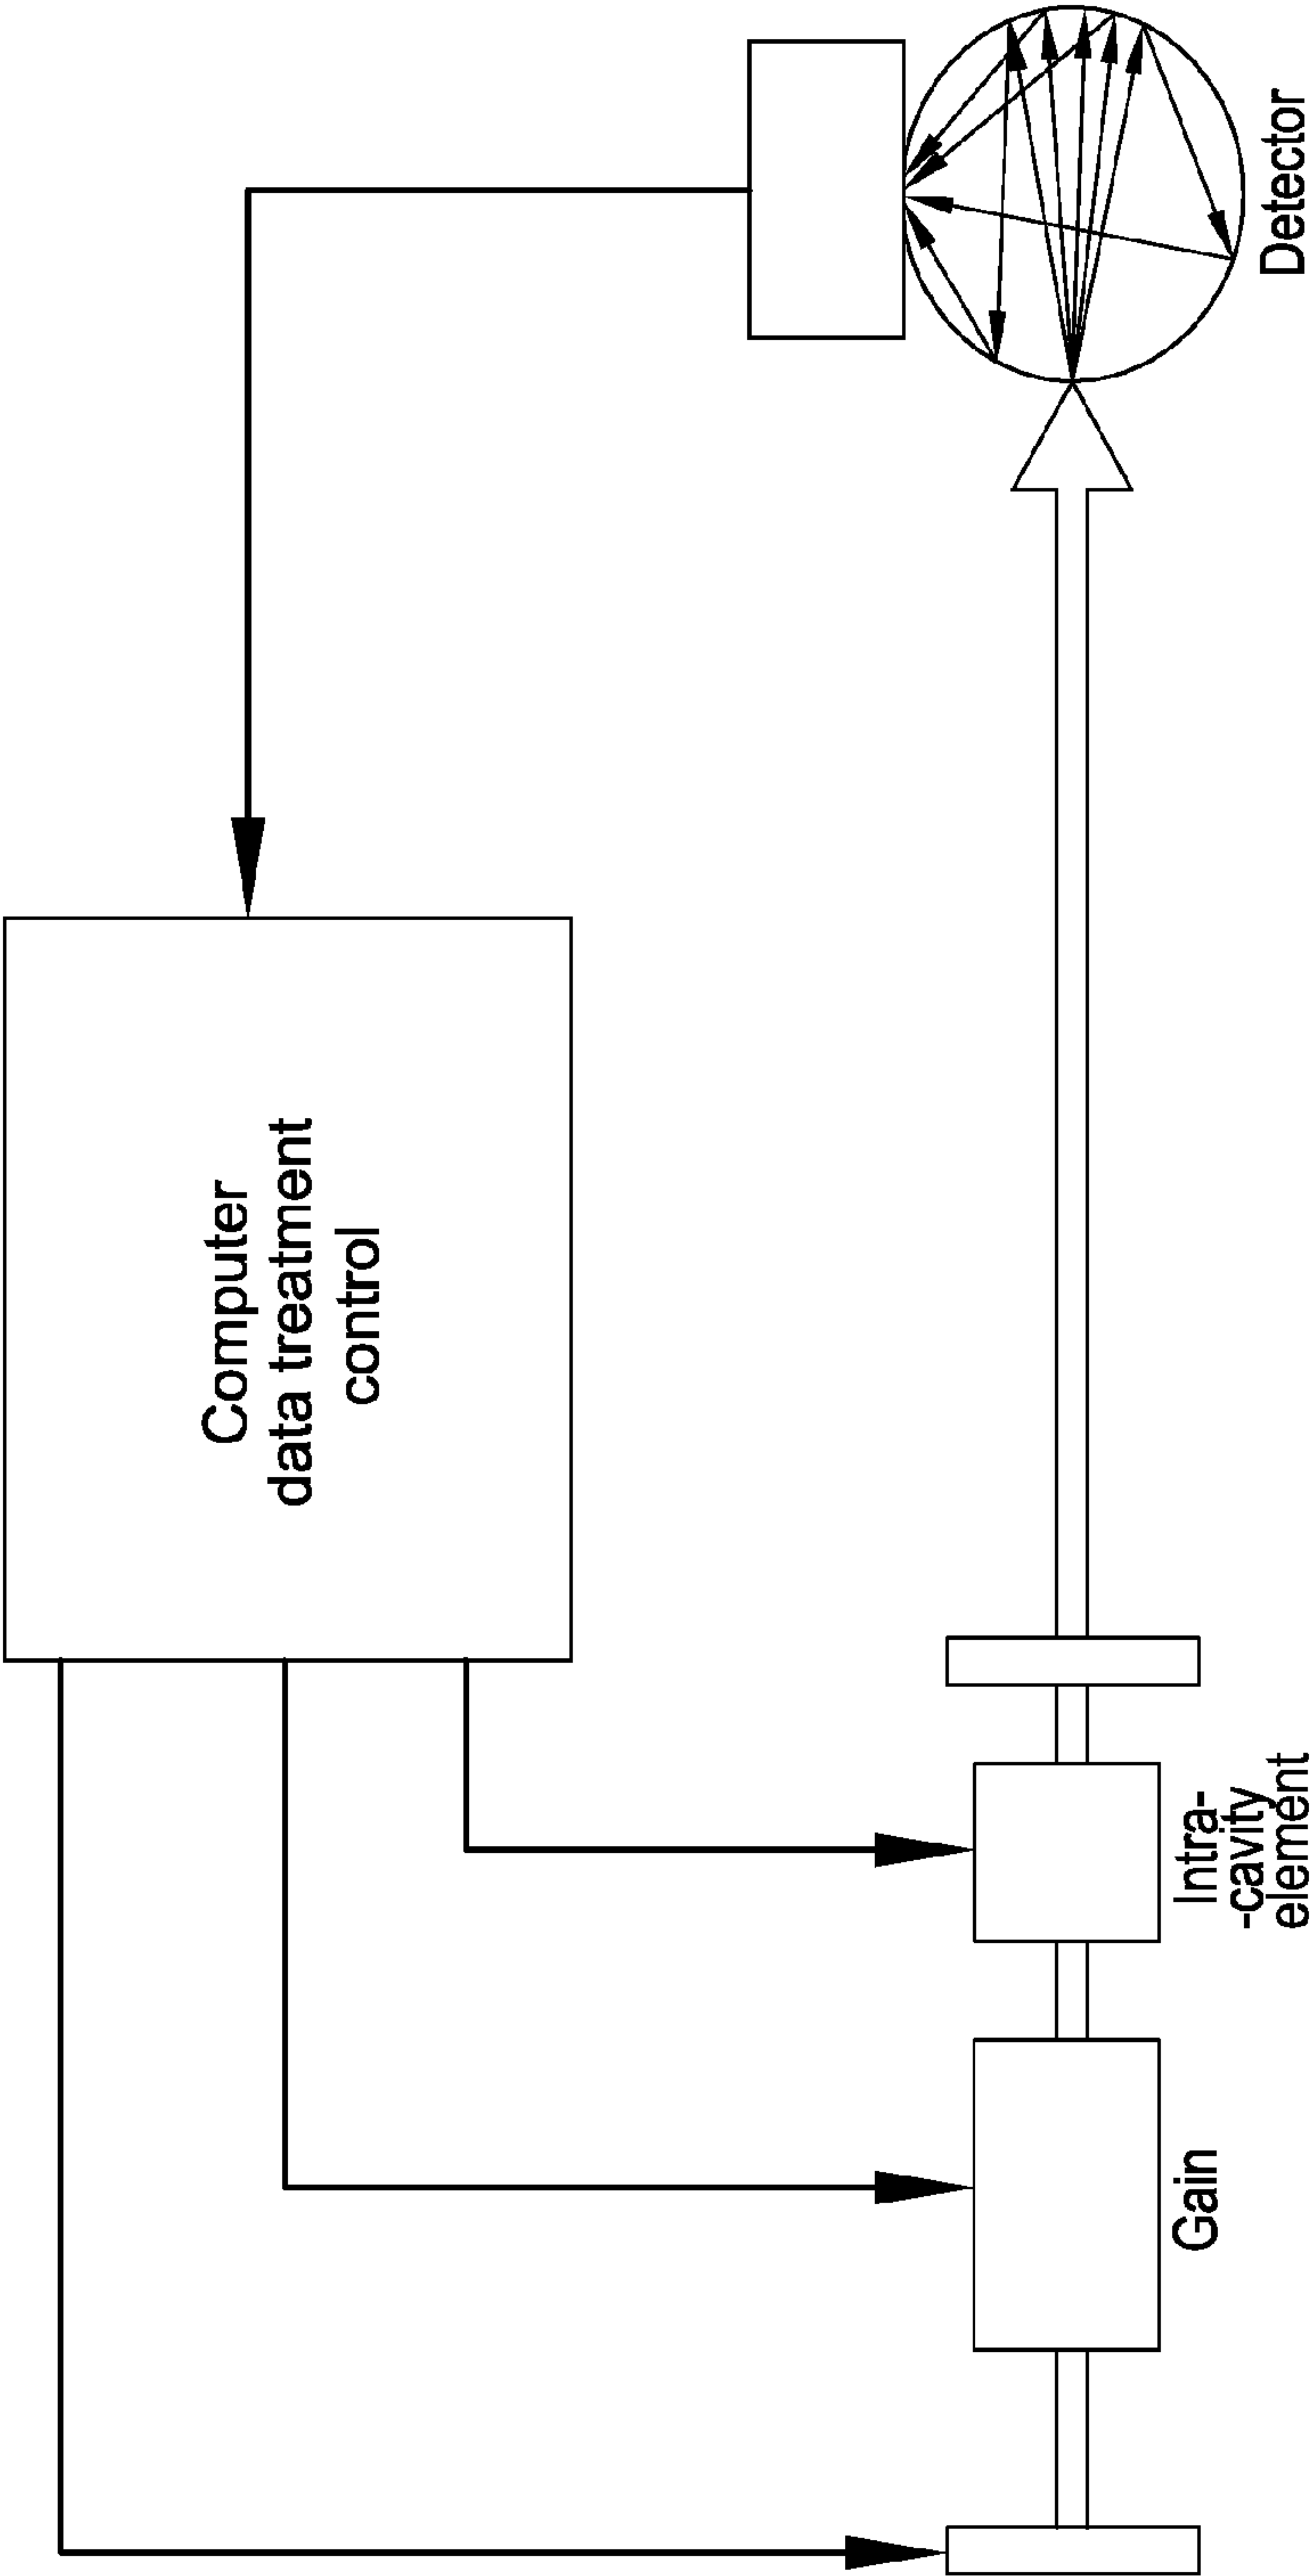 Computer
data treatment
control
Gain
Intra-
-cavity
element
Detector